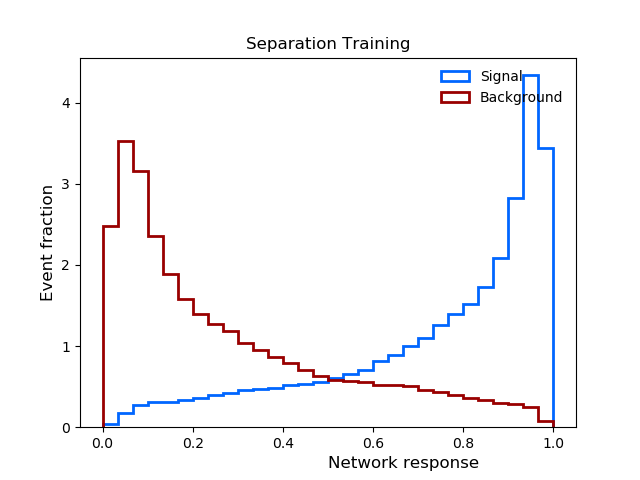 Separation Training
Signal
Background
Event fraction
4
3
2
1
0
0.0 0.2 0.4 0.6 0.8 1.0
Network response